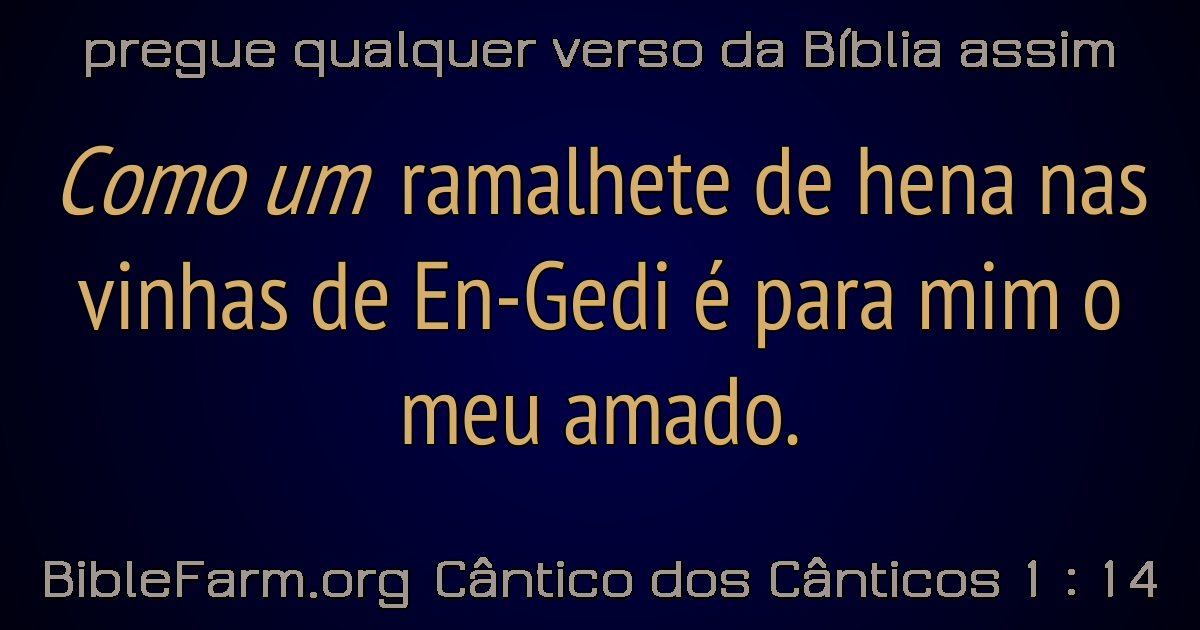 pregue qualquer verso da Bíblia assim
Como um ramalhete de hena nas
vinhas de En-Gedi é para mim o
meu amado.
BibleFarm.org Cântico dos Cânticos 1 : 14